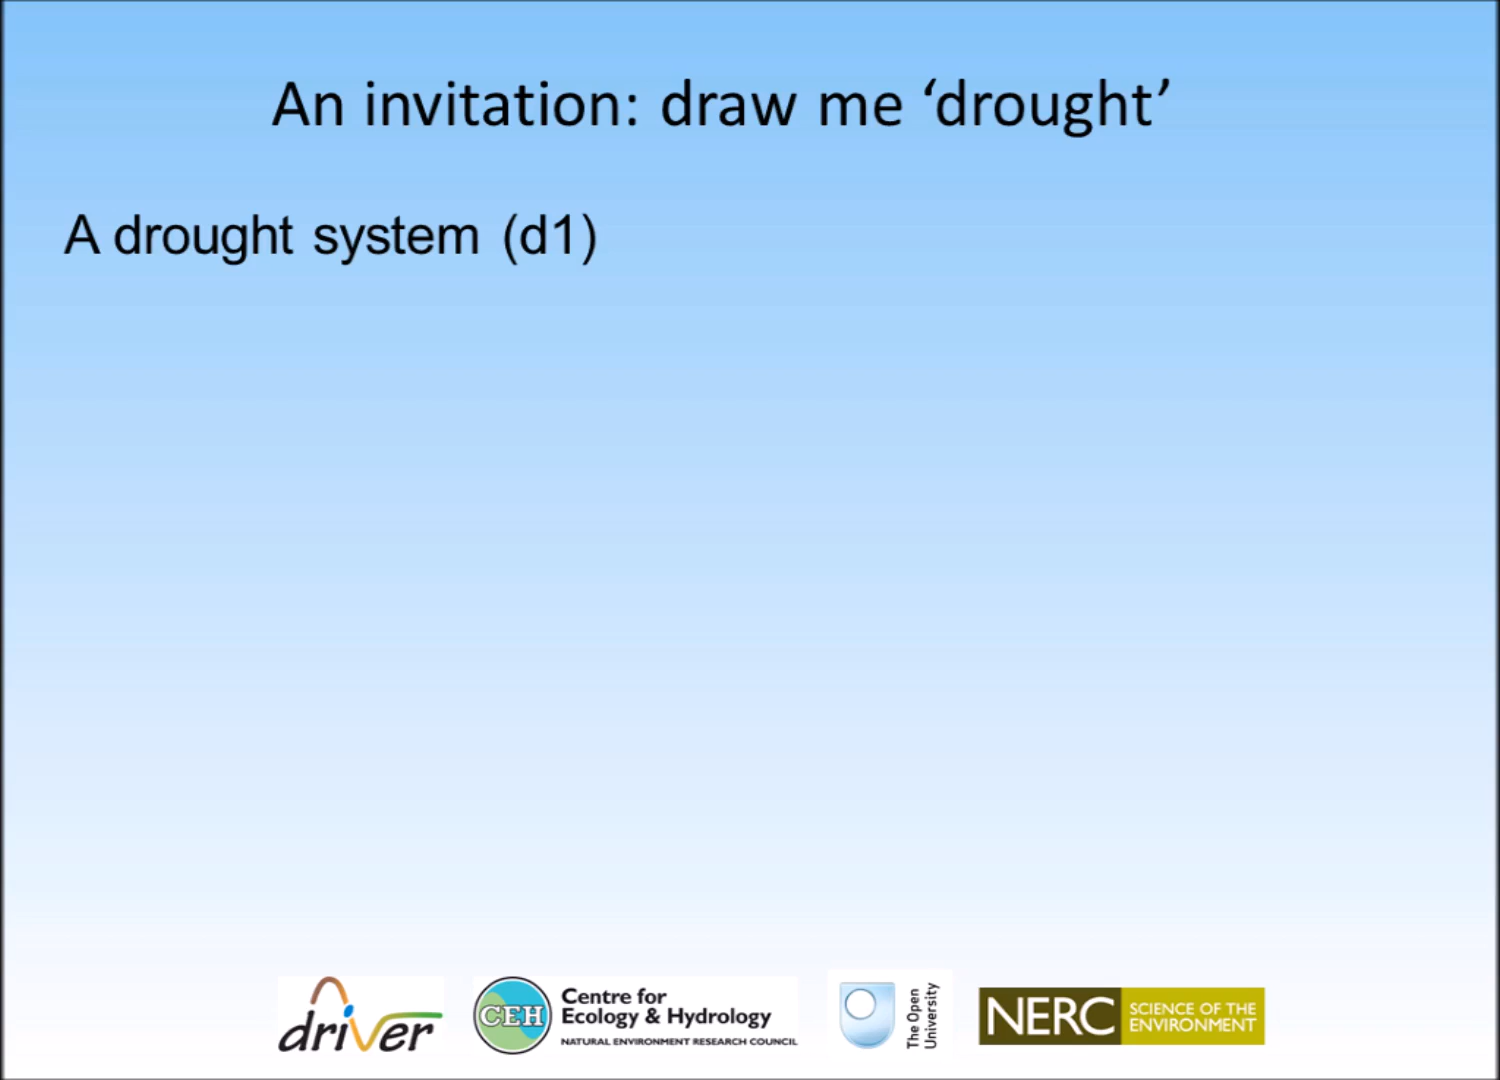 An invitation: draw me ‘drought’
A drought system (d1)
driver
CEH
Centre for
Ecology & Hydrology
NATURAL ENVIRONMENT RESEARCH COUNCIL
The Open
University
NERC
SCIENCE OF THE
ENVIRONMENT